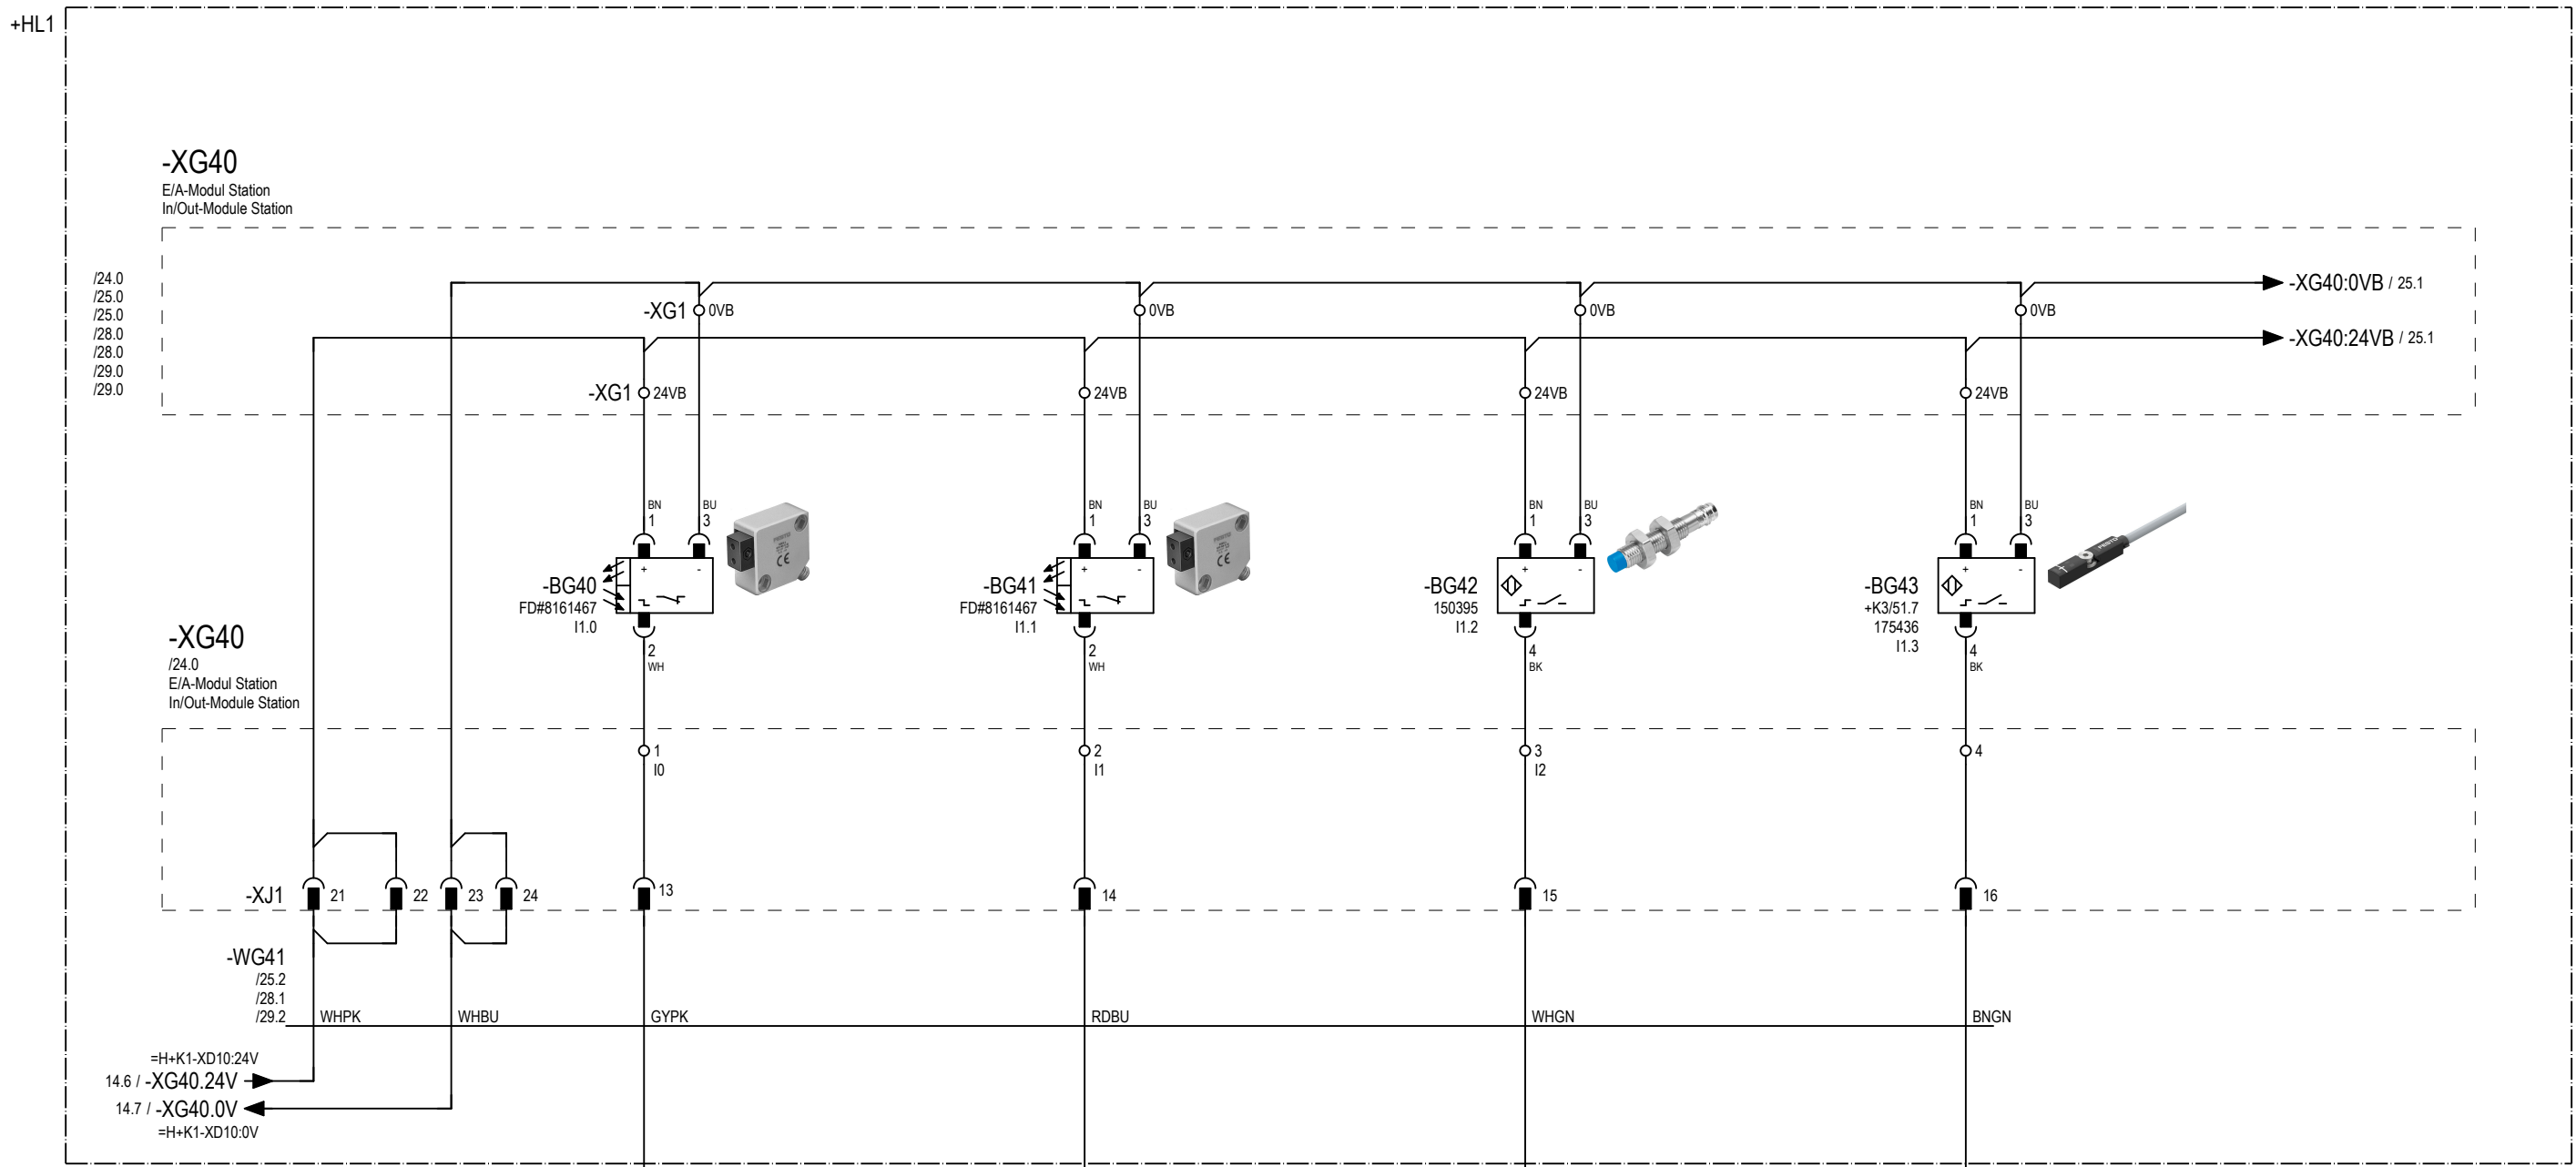 +HL1
-XG40
E/A-Modul Station
In/Out-Module Station
/24.0
/25.0
/25.0
/28.0
/28.0
/29.0
/29.0
-XG40:0VB / 25.1
-XG1 0VB 0VB 0VB 0VB
-XG40:24VB / 25.1
-XG1 24VB 24VB 24VB 24VB
BN BU BN BU BN BU BN BU
1 3 1 3 1 3 1 3
+ - + - + - + -
-BG40
FD#8161467
I1.0
-BG41
FD#8161467
I1.1
-BG42
150395
I1.2
-BG43
+K3/51.7
175436
I1.3
FESTO
CE
FESTO
CE
FESTO
2 2 4 4
WH WH BK BK
-XG40
/24.0
E/A-Modul Station
In/Out-Module Station
1 2 3 4
I0 I1 I2
-XJ1 21 22 23 24 13 14 15 16
-WG41
/25.2
/28.1
/29.2 WHPK WHBU GYPK RDBU WHGN BNGN
=H+K1-XD10:24V
14.6 / -XG40.24V
14.7 / -XG40.0V
=H+K1-XD10:0V